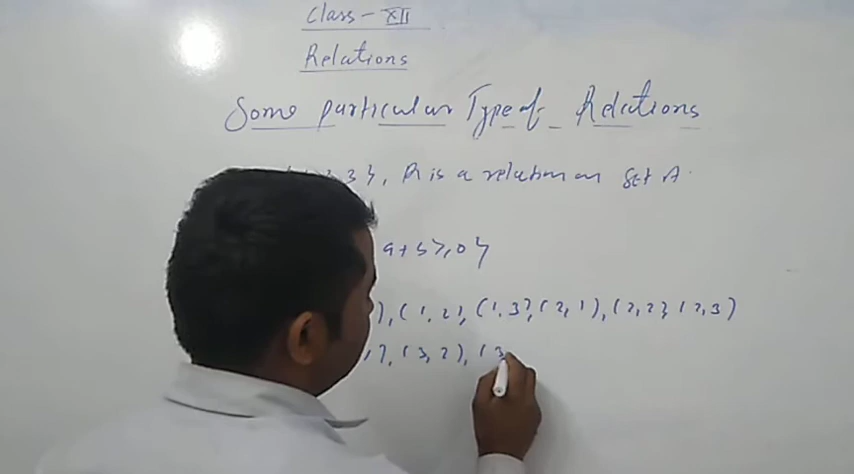 Class - XII
Relations
Some particular Type of Relations
3 }, R is a relation on Set A.
a + b ≥ 0 }
), (1, 2), (1, 3), (2, 1), (2, 2), (2, 3)
), (3, 2), (3